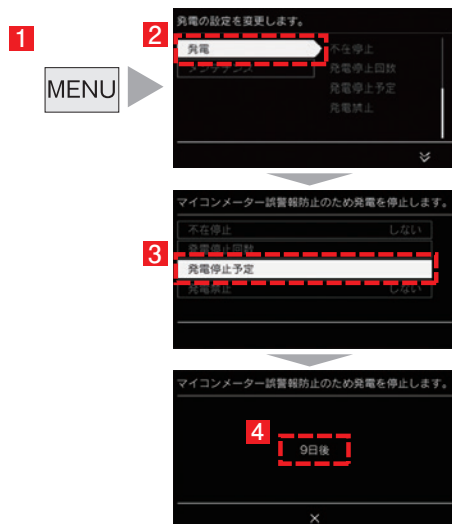 1
MENU
2
発電の設定を変更します。
発電
不在停止
メンテナンス
発電停止回数
発電停止予定
発電禁止
マイコンメーター誤警報防止のため発電を停止します。
不在停止 しない
発電停止回数
3
発電停止予定
発電禁止 しない
マイコンメーター誤警報防止のため発電を停止します。
4
9日後
×